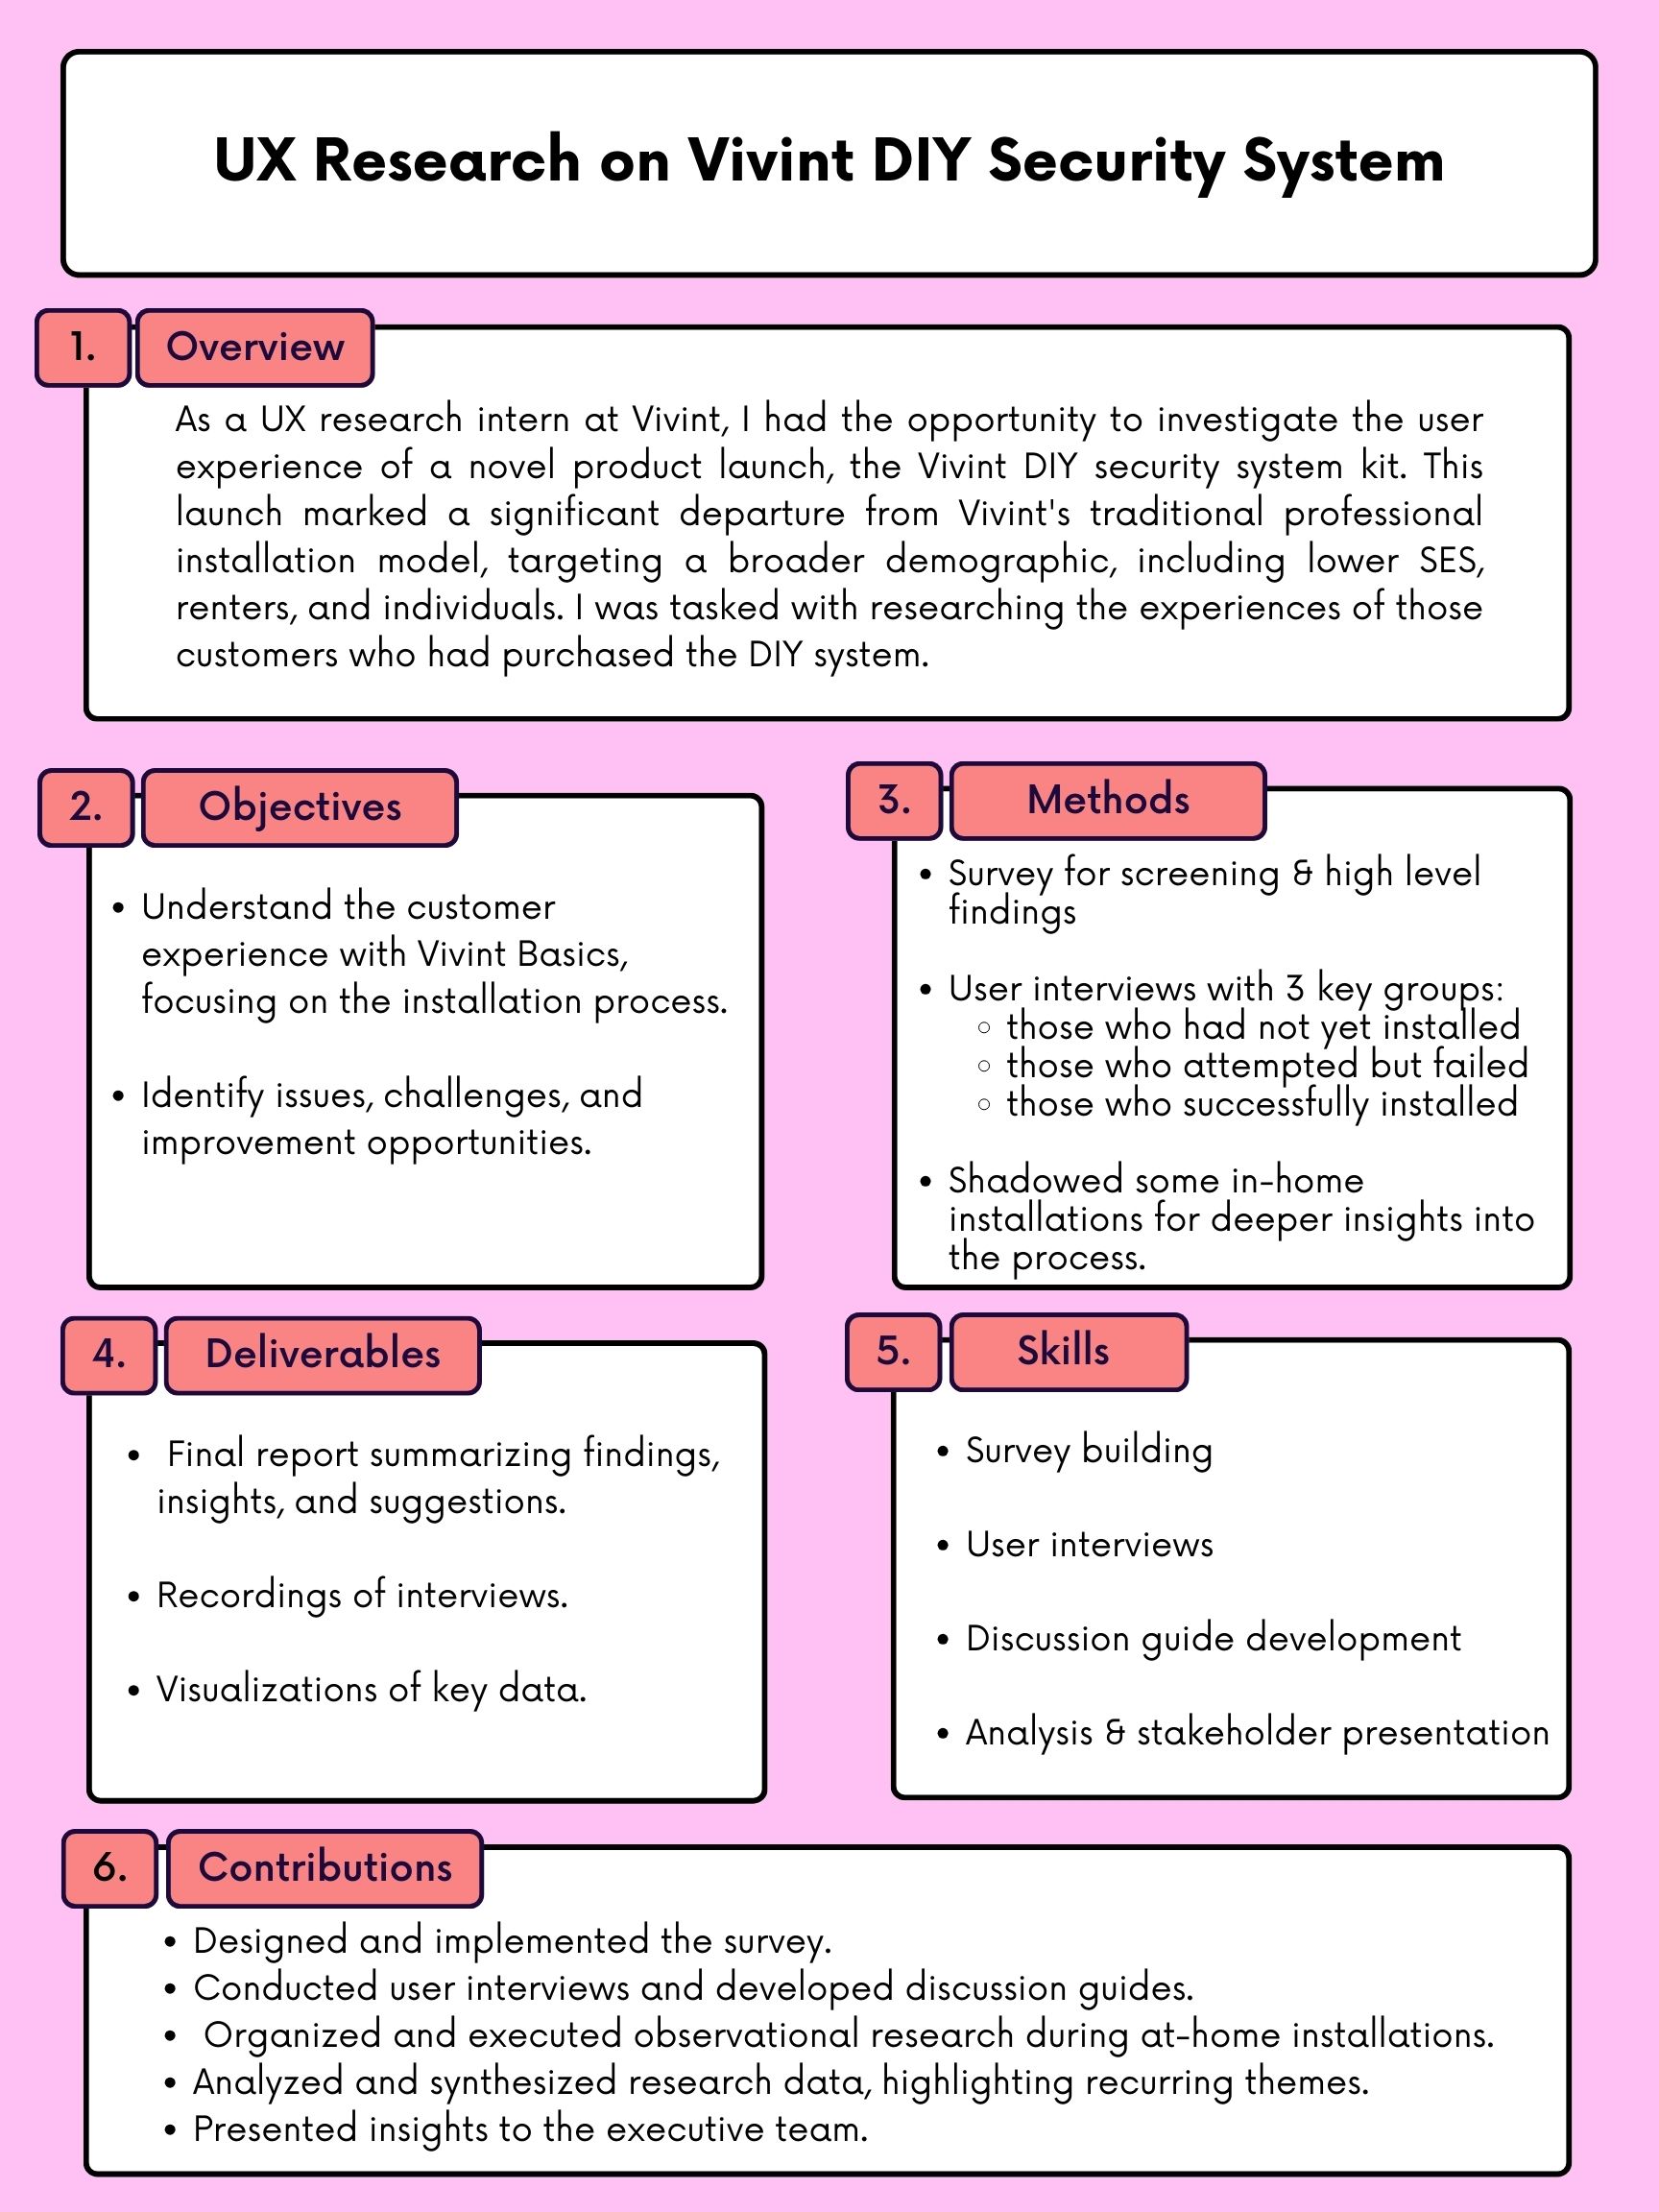 UX Research on Vivint DIY Security System
1.
Overview
As a UX research intern at Vivint, I had the opportunity to investigate the user
experience of a novel product launch, the Vivint DIY security system kit. This
launch marked a significant departure from Vivint's traditional professional
installation model, targeting a broader demographic, including lower SES,
renters, and individuals. I was tasked with researching the experiences of those
customers who had purchased the DIY system.
2.
Objectives
• Understand the customer
experience with Vivint Basics,
focusing on the installation process.
• Identify issues, challenges, and
improvement opportunities.
3.
Methods
• Survey for screening & high level
findings
• User interviews with 3 key groups:
◦ those who had not yet installed
◦ those who attempted but failed
◦ those who successfully installed
• Shadowed some in-home
installations for deeper insights into
the process.
4.
Deliverables
• Final report summarizing findings,
insights, and suggestions.
• Recordings of interviews.
• Visualizations of key data.
5.
Skills
• Survey building
• User interviews
• Discussion guide development
• Analysis & stakeholder presentation
6.
Contributions
• Designed and implemented the survey.
• Conducted user interviews and developed discussion guides.
• Organized and executed observational research during at-home installations.
• Analyzed and synthesized research data, highlighting recurring themes.
• Presented insights to the executive team.